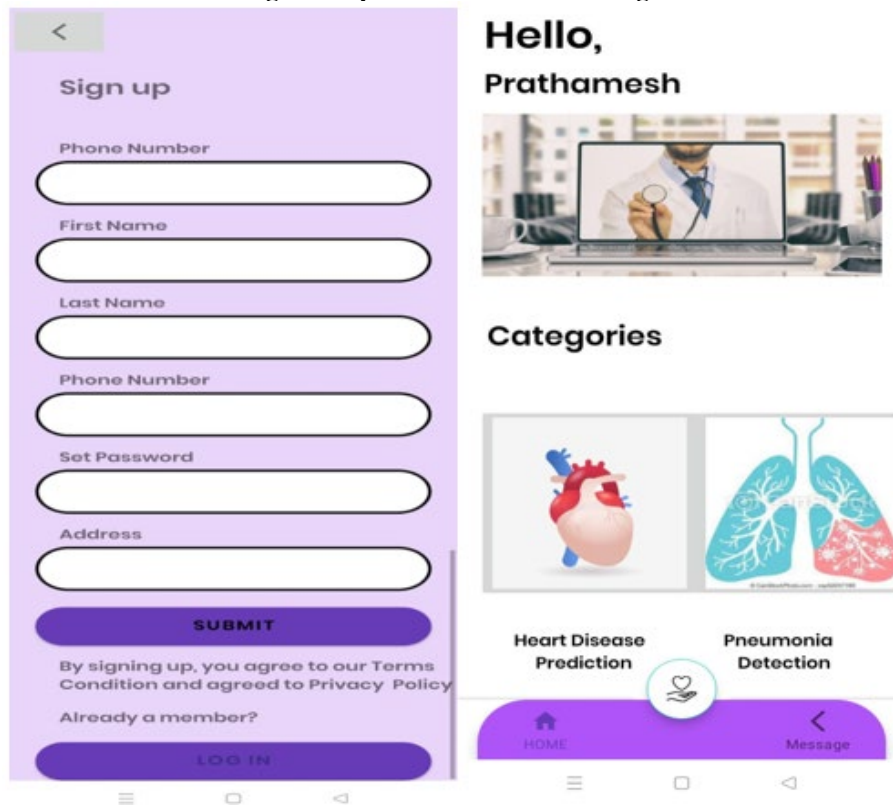 Sign up
Phone Number
First Name
Last Name
Phone Number
Set Password
Address
SUBMIT
By signing up, you agree to our Terms
Condition and agreed to Privacy Policy
Already a member?
LOG IN
Hello,
Prathamesh
Categories
Heart Disease
Prediction
Pneumonia
Detection
HOME
Message